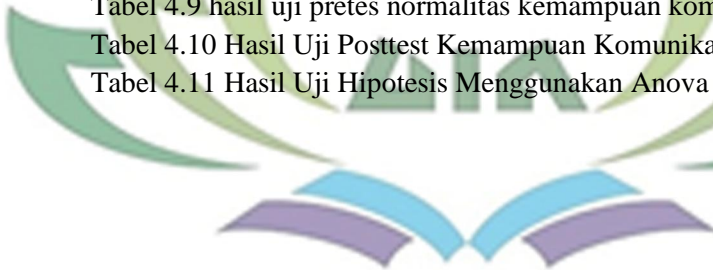 Tabel 4.9 hasil uji pretes normalitas kemampuan kom
Tabel 4.10 Hasil Uji Posttest Kemampuan Komunika
Tabel 4.11 Hasil Uji Hipotesis Menggunakan Anova